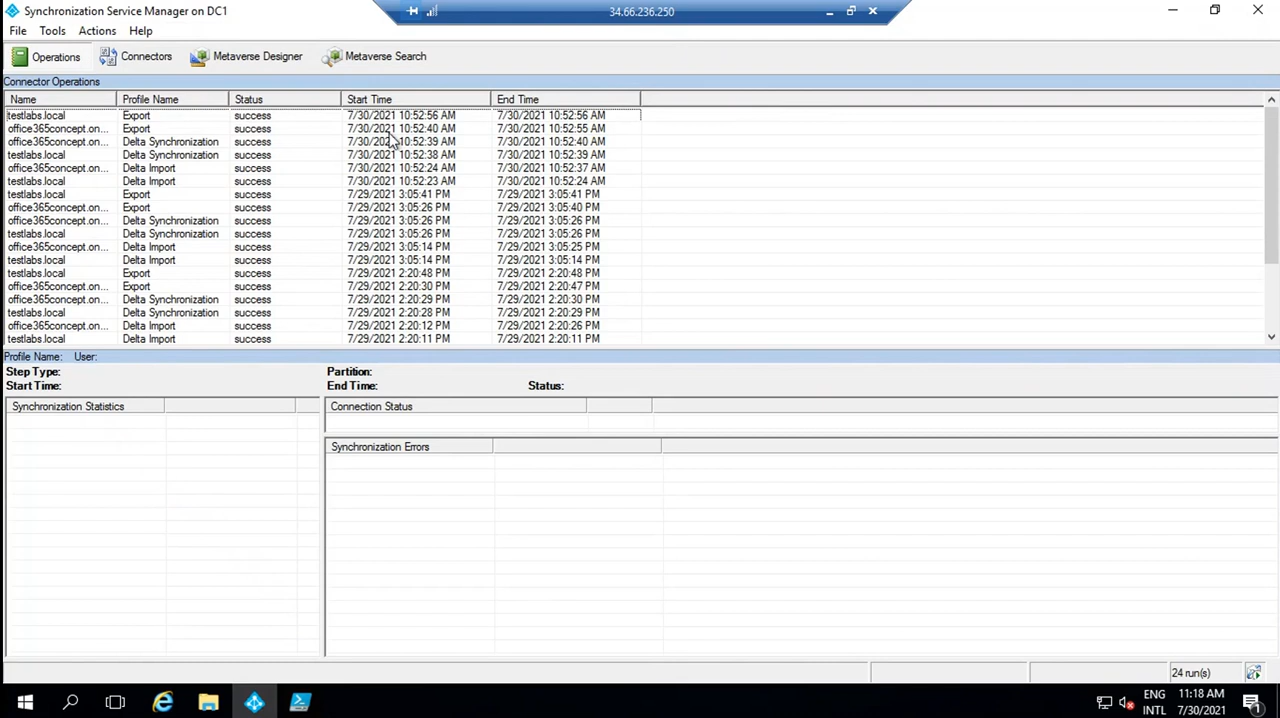 Synchronization Service Manager on DC1
34.66.236.250
File Tools Actions Help
Operations Connectors Metaverse Designer Metaverse Search
Connector Operations
Name Profile Name Status Start Time End Time
testlabs.local Export success 7/30/2021 10:52:56 AM 7/30/2021 10:52:56 AM
office365concept.on... Export success 7/30/2021 10:52:40 AM 7/30/2021 10:52:55 AM
office365concept.on... Delta Synchronization success 7/30/2021 10:52:39 AM 7/30/2021 10:52:40 AM
testlabs.local Delta Synchronization success 7/30/2021 10:52:38 AM 7/30/2021 10:52:39 AM
office365concept.on... Delta Import success 7/30/2021 10:52:24 AM 7/30/2021 10:52:37 AM
testlabs.local Delta Import success 7/30/2021 10:52:23 AM 7/30/2021 10:52:24 AM
testlabs.local Export success 7/29/2021 3:05:41 PM 7/29/2021 3:05:41 PM
office365concept.on... Export success 7/29/2021 3:05:26 PM 7/29/2021 3:05:40 PM
office365concept.on... Delta Synchronization success 7/29/2021 3:05:26 PM 7/29/2021 3:05:26 PM
testlabs.local Delta Synchronization success 7/29/2021 3:05:26 PM 7/29/2021 3:05:26 PM
office365concept.on... Delta Import success 7/29/2021 3:05:14 PM 7/29/2021 3:05:25 PM
testlabs.local Delta Import success 7/29/2021 3:05:14 PM 7/29/2021 3:05:14 PM
testlabs.local Export success 7/29/2021 2:20:48 PM 7/29/2021 2:20:48 PM
office365concept.on... Export success 7/29/2021 2:20:30 PM 7/29/2021 2:20:47 PM
office365concept.on... Delta Synchronization success 7/29/2021 2:20:29 PM 7/29/2021 2:20:30 PM
testlabs.local Delta Synchronization success 7/29/2021 2:20:28 PM 7/29/2021 2:20:29 PM
office365concept.on... Delta Import success 7/29/2021 2:20:12 PM 7/29/2021 2:20:26 PM
testlabs.local Delta Import success 7/29/2021 2:20:11 PM 7/29/2021 2:20:11 PM
Profile Name: User:
Step Type: Partition:
Start Time: End Time: Status:
Synchronization Statistics Connection Status
Synchronization Errors
24 run(s)
ENG 11:18 AM
INTL 7/30/2021 1